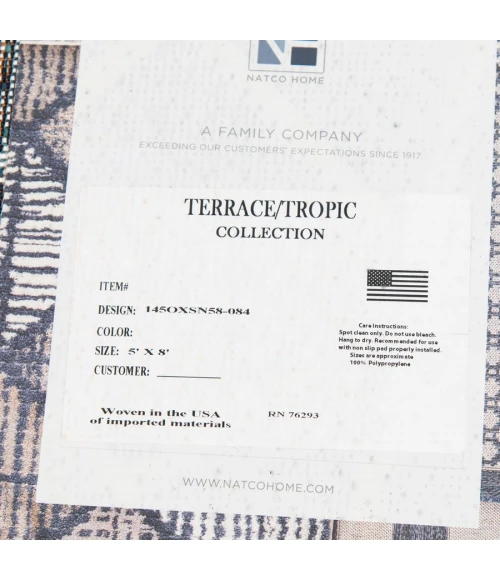 NATCO HOME
A FAMILY COMPANY
EXCEEDING OUR CUSTOMERS' EXPECTATIONS SINCE 1917
TERRACE/TROPIC
COLLECTION
ITEM#
DESIGN: 145OXSN58-084
COLOR:
SIZE: 5' X 8'
CUSTOMER: __________
Care Instructions:
Spot clean only. Do not use bleach.
Hang to dry. Recommended for use
with non slip pad properly installed.
Sizes are approximate
100% Polypropylene
Woven in the USA
of imported materials
RN 76293
WWW.NATCOHOME.COM